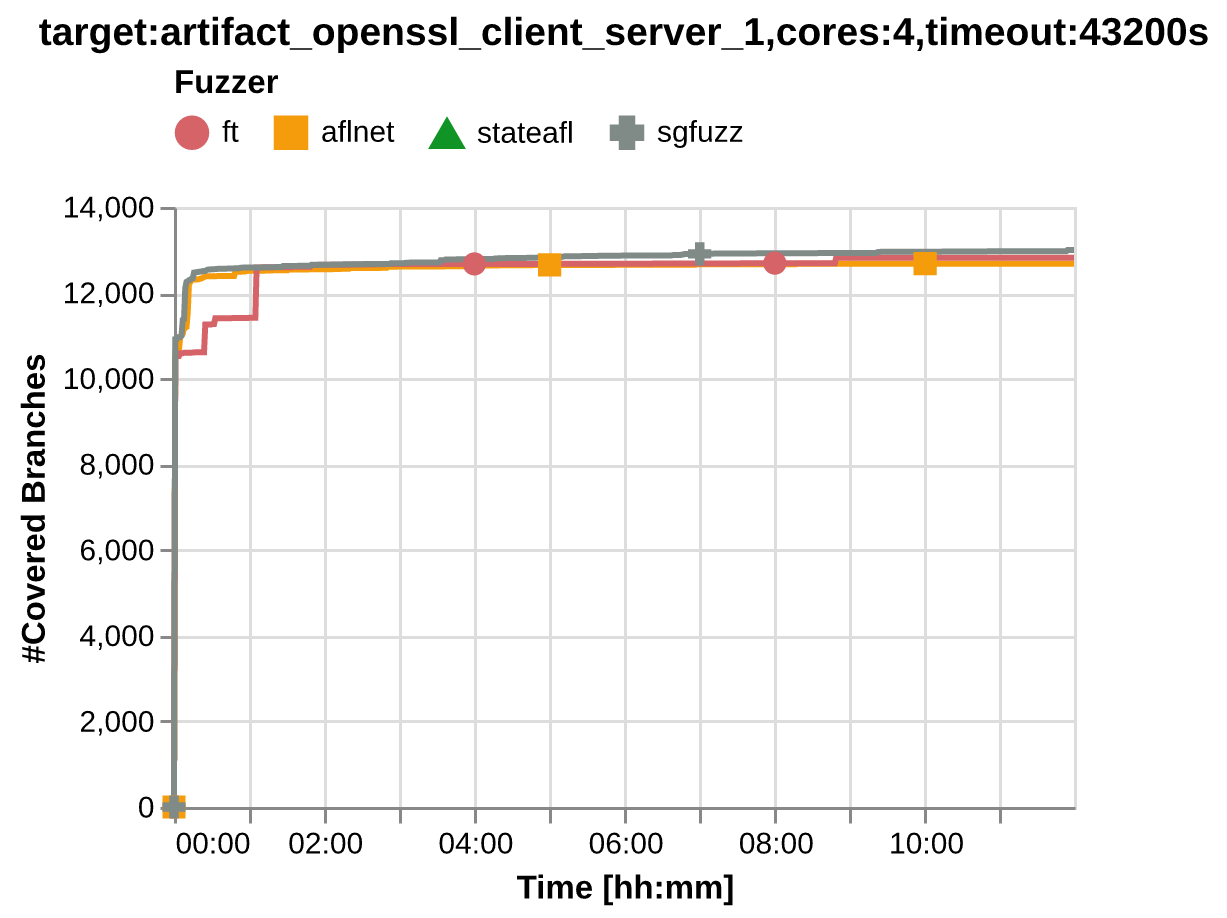 target:artifact_openssl_client_server_1,cores:4,timeout:43200s
Fuzzer
ft aflnet stateafl sgfuzz
14,000
12,000
10,000
8,000
6,000
4,000
2,000
0
#Covered Branches
00:00 02:00 04:00 06:00 08:00 10:00
Time [hh:mm]